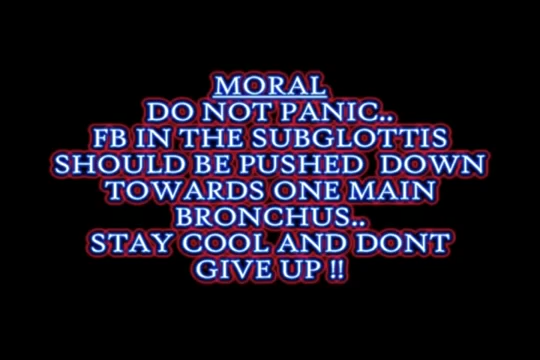 MORAL
DO NOT PANIC..
FB IN THE SUBGLOTTIS
SHOULD BE PUSHED DOWN
TOWARDS ONE MAIN
BRONCHUS..
STAY COOL AND DONT
GIVE UP !!